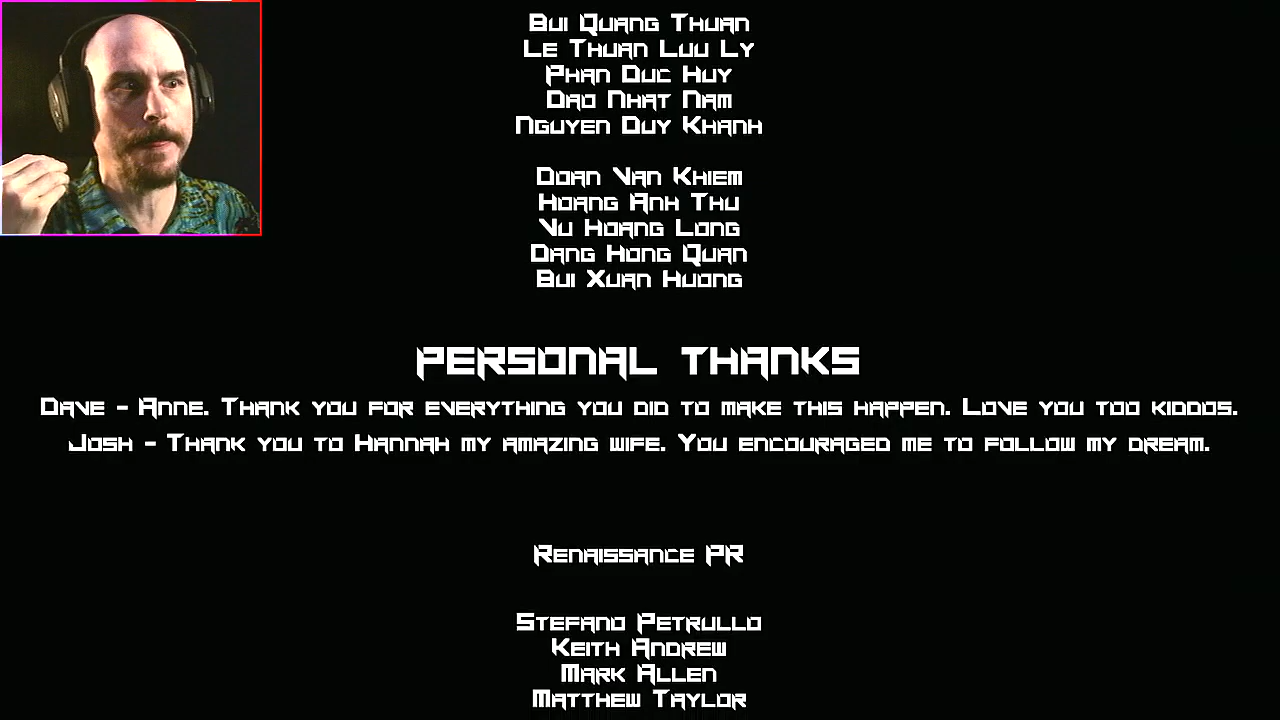 Bui Quang Thuan
Le Thuan Luu Ly
Phan Duc Huy
Dao Nhat Nam
Nguyen Duy Khanh
Doan Van Khiem
Hoang Anh Thu
Vu Hoang Long
Dang Hong Quan
Bui Xuan Huong
PERSONAL THANKS
Dave - Anne. Thank you for everything you did to make this happen. Love you too kiddos.
Josh - Thank you to Hannah my amazing wife. You encouraged me to follow my dream.
Renaissance PR
Stefano Petrullo
Keith Andrew
Mark Allen
Matthew Taylor